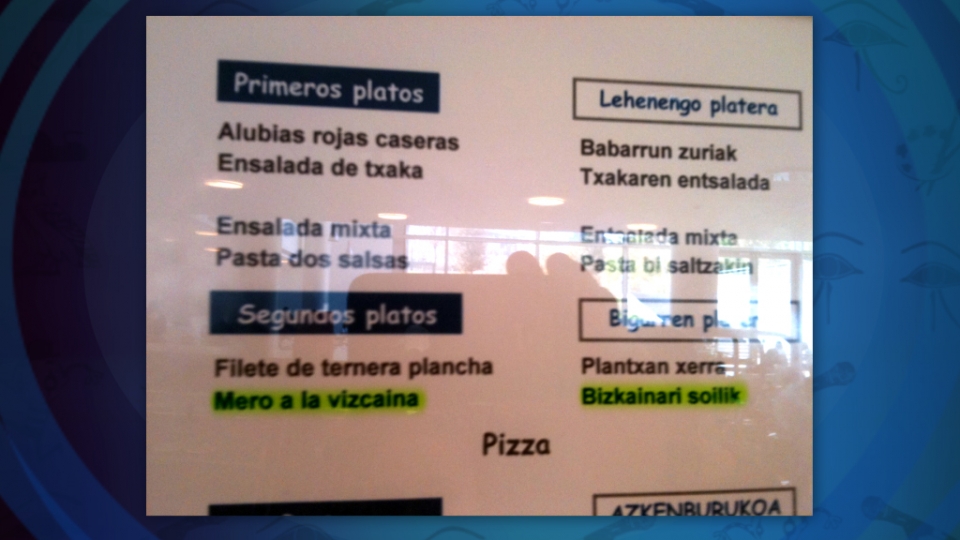 Primeros platos
Alubias rojas caseras
Ensalada de txaka
Ensalada mixta
Pasta dos salsas
Segundos platos
Filete de ternera plancha
Mero a la vizcaina
Lehenengo platera
Babarrun zuriak
Txakaren entsalada
Entsalada mixta
Pasta bi saltzakin
Bigarren
Plantxan xerra
Bizkainari soilik
Pizza
AZKENBURUKOA